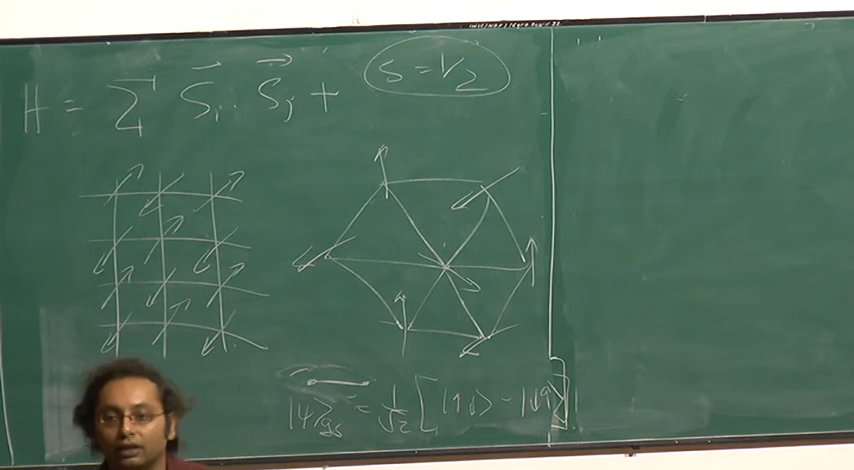 H = Σ S⃗ᵢ · S⃗ⱼ +
S = 1/2
|ψ⟩gs = 1/√2 [|↑↓⟩ - |↓↑⟩]